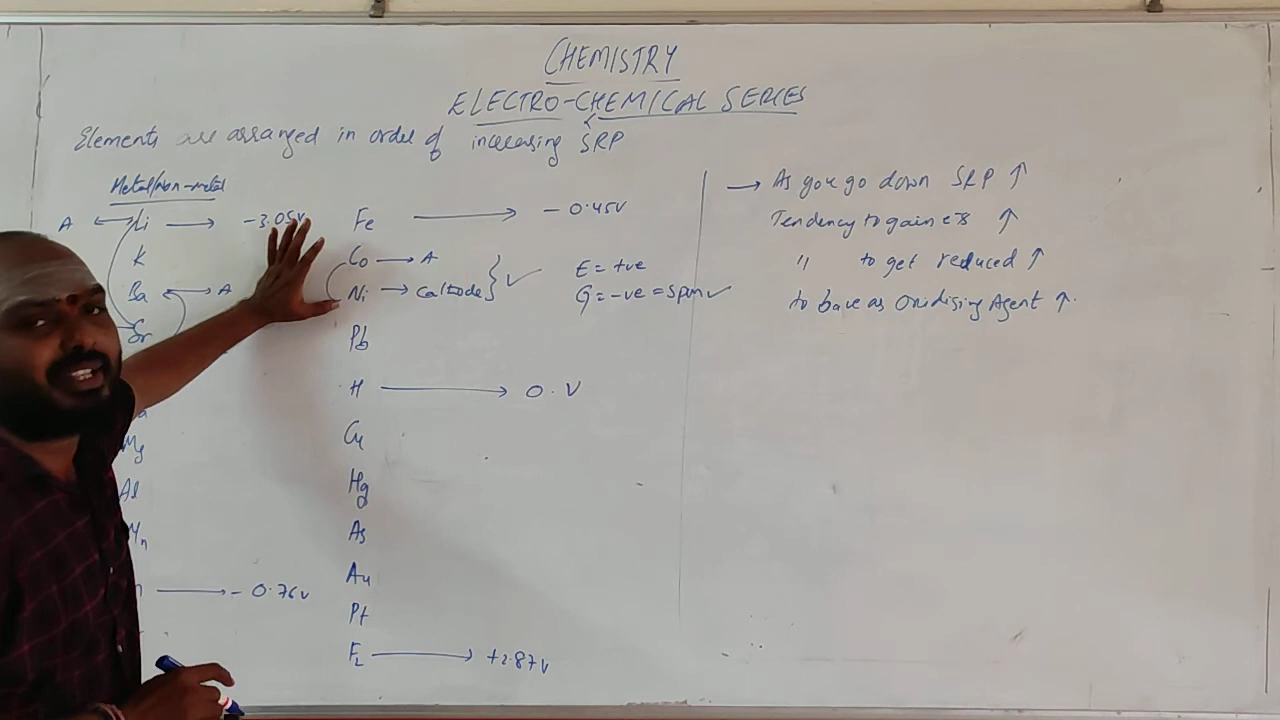 CHEMISTRY
ELECTRO-CHEMICAL SERIES
Elements are arranged in order of increasing SRP
Metal/non-metal
A ← Li → -3.05V
K
Ba → A
Sr
Mg
Al
Mn
→ - 0.76V
Fe → - 0.45V
Co → A
Ni → Cathode
E = +ve
G = -ve = Spon ✓
Pb
H → 0. V
Cu
Hg
As
Au
Pt
F2 → +2.87V
→ As you go down SRP ↑
Tendency to gain e's ↑
" to get reduced ↑
to as Oxidising Agent ↑.